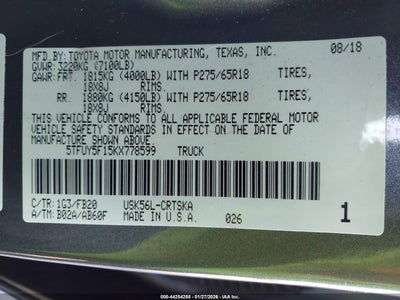 MFD.BY: TOYOTA MOTOR MANUFACTURING, TEXAS, INC. 08/18
GVWR: 3220KG (7100LB)
GAWR: FRT. 1815KG (4000LB) WITH P275/65R18 TIRES,
18X8J RIMS,
RR. 1880KG (4150LB) WITH P275/65R18 TIRES,
18X8J RIMS.
THIS VEHICLE CONFORMS TO ALL APPLICABLE FEDERAL MOTOR
VEHICLE SAFETY STANDARDS IN EFFECT ON THE DATE OF
MANUFACTURE SHOWN ABOVE.
5TFUY5F15KX778599 TRUCK
C/TR: 1G3/FB20 USK56L-CRTSKA
A/TM: B02A/AB60F MADE IN U.S.A. 026 1
000-44254288 | 01/27/2026 - IAA Inc. |